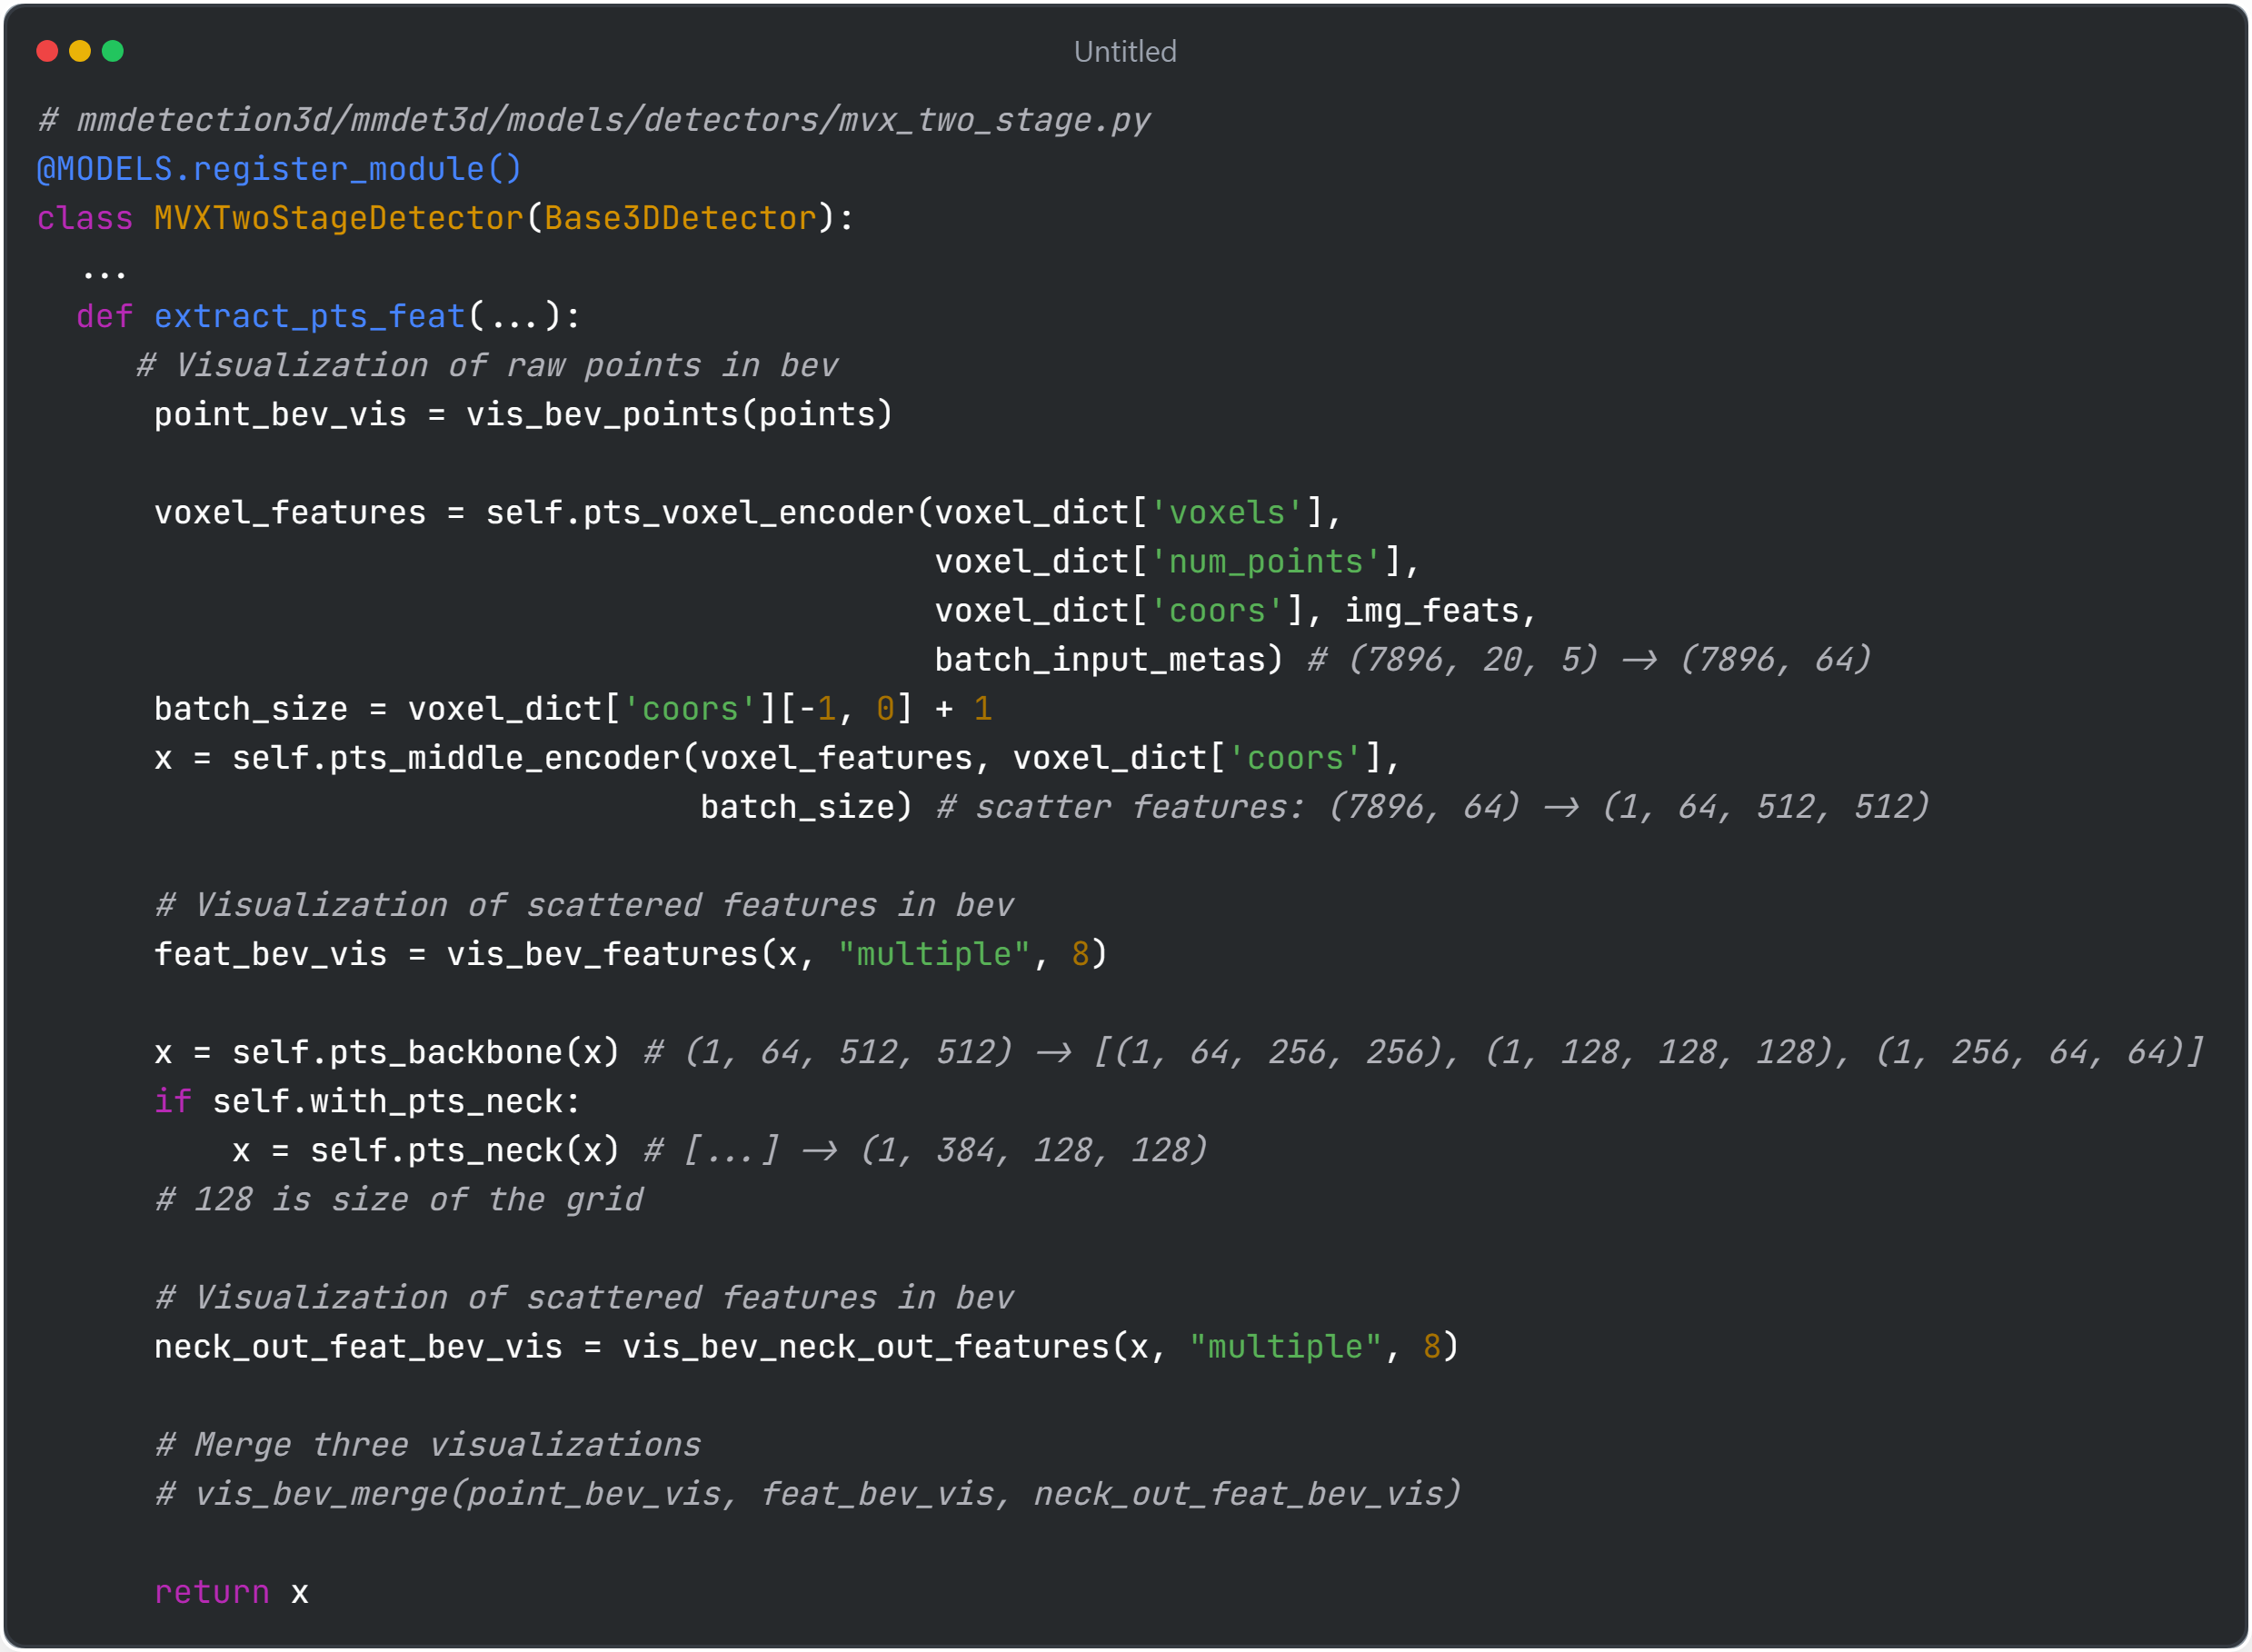 Untitled
# mmdetection3d/mmdet3d/models/detectors/mvx_two_stage.py
@MODELS.register_module()
class MVXTwoStageDetector(Base3DDetector):
  ...
  def extract_pts_feat(...):
     # Visualization of raw points in bev
      point_bev_vis = vis_bev_points(points)

      voxel_features = self.pts_voxel_encoder(voxel_dict['voxels'],
                                              voxel_dict['num_points'],
                                              voxel_dict['coors'], img_feats,
                                              batch_input_metas) # (7896, 20, 5) -> (7896, 64)
      batch_size = voxel_dict['coors'][-1, 0] + 1
      x = self.pts_middle_encoder(voxel_features, voxel_dict['coors'],
                                  batch_size) # scatter features: (7896, 64) -> (1, 64, 512, 512)

      # Visualization of scattered features in bev
      feat_bev_vis = vis_bev_features(x, "multiple", 8)

      x = self.pts_backbone(x) # (1, 64, 512, 512) -> [(1, 64, 256, 256), (1, 128, 128, 128), (1, 256, 64, 64)]
      if self.with_pts_neck:
          x = self.pts_neck(x) # [...] -> (1, 384, 128, 128)
      # 128 is size of the grid

      # Visualization of scattered features in bev
      neck_out_feat_bev_vis = vis_bev_neck_out_features(x, "multiple", 8)

      # Merge three visualizations
      # vis_bev_merge(point_bev_vis, feat_bev_vis, neck_out_feat_bev_vis)

      return x